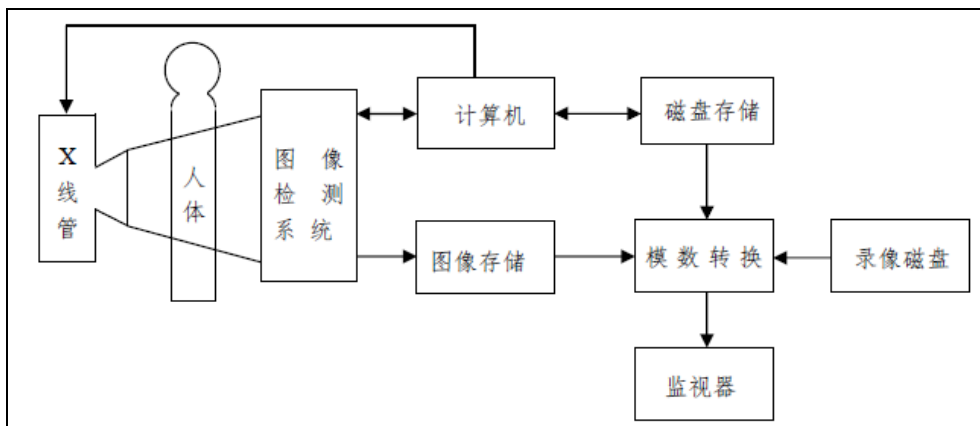 X线管
人体
图像
检测
系统
计算机
磁盘存储
图像存储
模数转换
录像磁盘
监视器